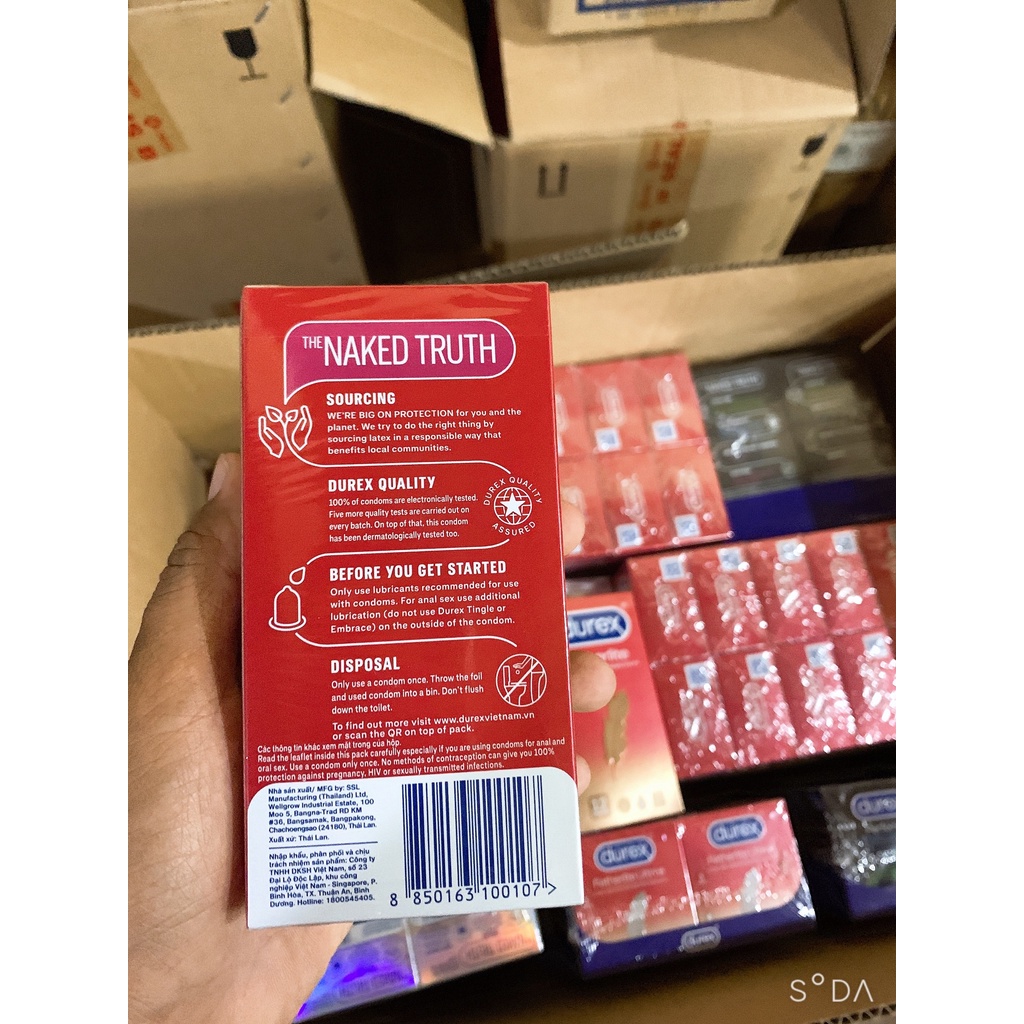 THE NAKED TRUTH
SOURCING
WE'RE BIG ON PROTECTION for you and the
planet. We try to do the right thing by
sourcing latex in a responsible way that
benefits local communities.
DUREX QUALITY
100% of condoms are electronically tested.
Five more quality tests are carried out on
every batch. On top of that, this condom
has been dermatologically tested too.
DUREX QUALITY
ASSURED
BEFORE YOU GET STARTED
Only use lubricants recommended for use
with condoms. For anal sex use additional
lubrication (do not use Durex Tingle or
Embrace) on the outside of the condom.
DISPOSAL
Only use a condom once. Throw the foil
and used condom into a bin. Don't flush
down the toilet.
To find out more visit www.durexvietnam.vn
or scan the QR on top of pack.
Các thông tin khác xem mặt trong của hộp.
Read the leaflet inside this pack carefully especially if you are using condoms for anal and
oral sex. Use a condom only once. No methods of contraception can give you 100%
protection against pregnancy, HIV or sexually transmitted infections.
Nhà sản xuất/ MFG by: SSL
Manufacturing (Thailand) Ltd,
Wellgrow Industrial Estate, 100
Moo 5, Bangna-Trad RD KM
#36, Bangsamak, Bangpakong,
Chachoengsao (24180), Thái Lan.
Xuất xứ: Thái Lan.
Nhập khẩu, phân phối và chịu
trách nhiệm sản phẩm: Công ty
TNHH DKSH Việt Nam, số 23
Đại Lộ Độc Lập, khu công
nghiệp Việt Nam - Singapore, P.
Bình Hòa, TX. Thuận An, Bình
Dương. Hotline: 1800545405.
8 850163 100107 >
NAKED TRUTH
durex
durex
durex
durex
durex
SODA